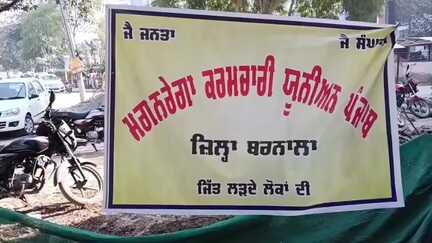 ਜੈ ਜਨਤਾ
ਜੈ ਸੰਘਰਸ਼
ਮਗਨਰੇਗਾ ਕਰਮਚਾਰੀ ਯੂਨੀਅਨ ਪੰਜਾਬ
ਜਿਲ੍ਹਾ ਬਰਨਾਲਾ
ਜਿੱਤ ਲੜਦੇ ਲੋਕਾਂ ਦੀ